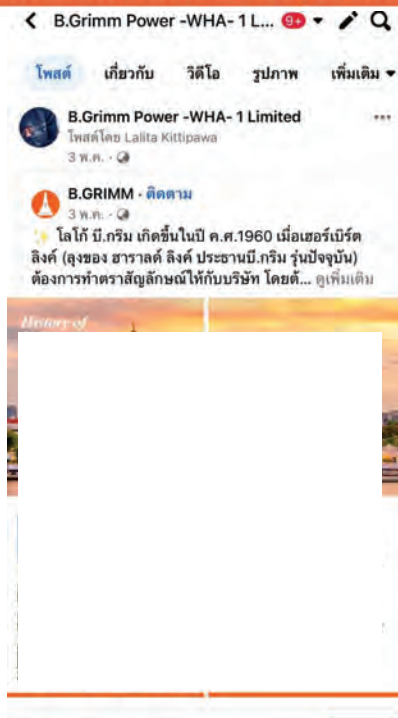 B.Grimm Power -WHA- 1 L... 9+
โพสต์ เกี่ยวกับ วิดีโอ รูปภาพ เพิ่มเติม
B.Grimm Power -WHA- 1 Limited
โพสต์โดย Lalita Kittipawa
3 พ.ค. ·
B.GRIMM · ติดตาม
3 พ.ค. ·
โลโก้ บี.กริม เกิดขึ้นในปี ค.ศ.1960 เมื่อเฮอร์เบิร์ต
ลิงค์ (ลุงของ ฮาราลด์ ลิงค์ ประธานบี.กริม รุ่นปัจจุบัน)
ต้องการทำตราสัญลักษณ์ให้กับบริษัท โดยต้... ดูเพิ่มเติม
History of